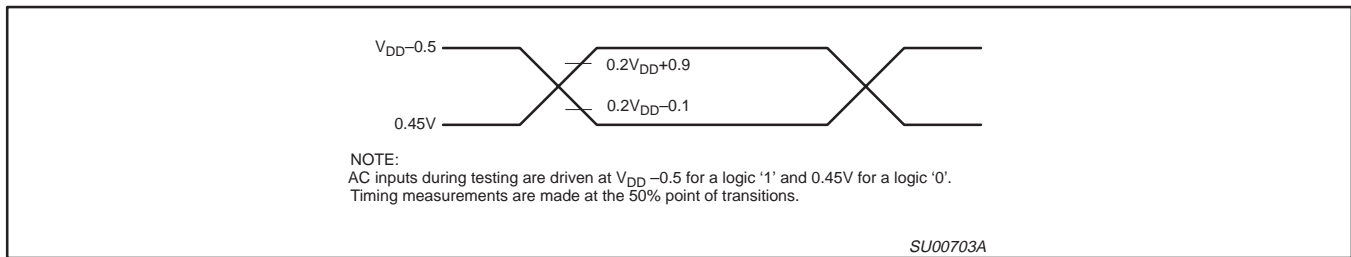 VDD–0.5
0.2VDD+0.9
0.2VDD–0.1
0.45V
NOTE:
AC inputs during testing are driven at VDD –0.5 for a logic ‘1’ and 0.45V for a logic ‘0’.
Timing measurements are made at the 50% point of transitions.
SU00703A